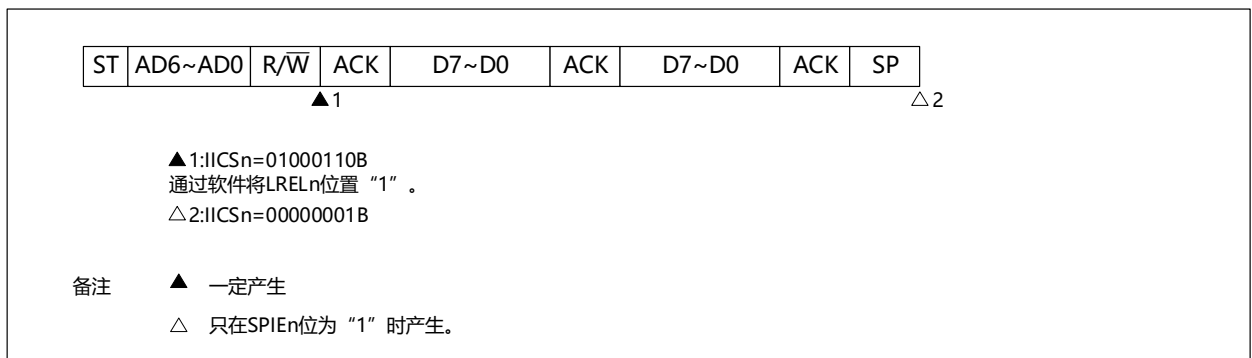 ST AD6~AD0 R/W̅ ACK D7~D0 ACK D7~D0 ACK SP
▲1 △2
▲1:IICSn=01000110B
通过软件将LRELn位置“1”。
△2:IICSn=00000001B
备注 ▲ 一定产生
△ 只在SPIEn位为“1”时产生。